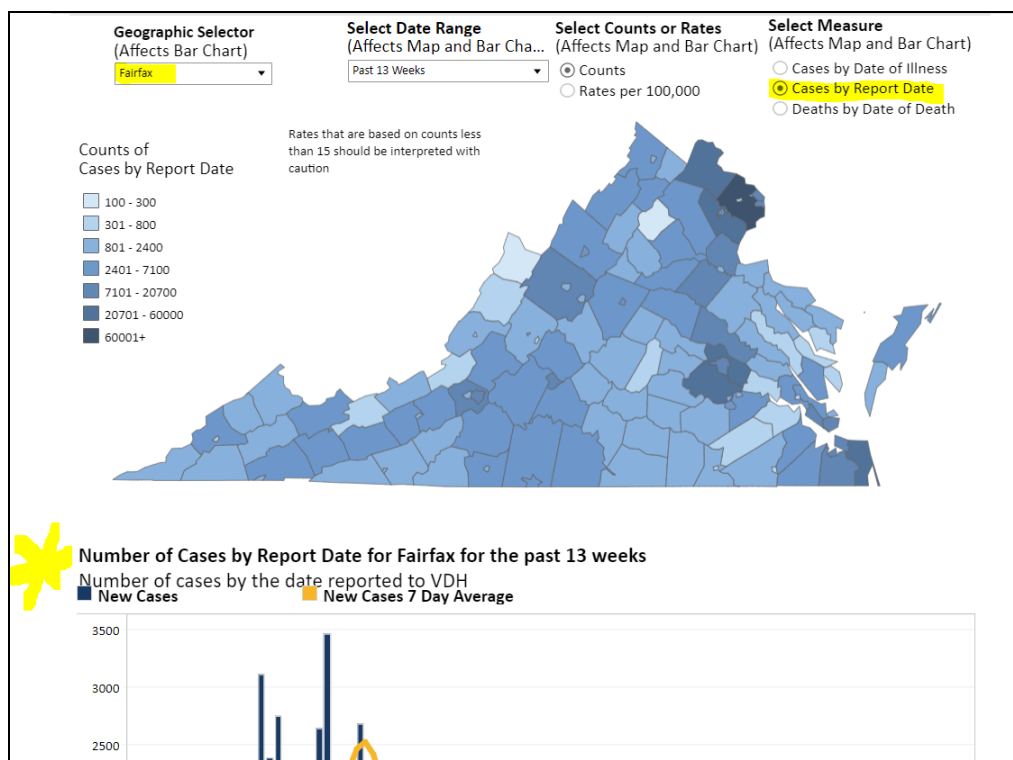 Geographic Selector
(Affects Bar Chart)
Fairfax
Select Date Range
(Affects Map and Bar Cha...
Past 13 Weeks
Select Counts or Rates
(Affects Map and Bar Chart)
Counts
Rates per 100,000
Select Measure
(Affects Map and Bar Chart)
Cases by Date of Illness
Cases by Report Date
Deaths by Date of Death
Counts of
Cases by Report Date
100 - 300
301 - 800
801 - 2400
2401 - 7100
7101 - 20700
20701 - 60000
60001+
Rates that are based on counts less
than 15 should be interpreted with
caution
Number of Cases by Report Date for Fairfax for the past 13 weeks
Number of cases by the date reported to VDH
New Cases
New Cases 7 Day Average
3500
3000
2500